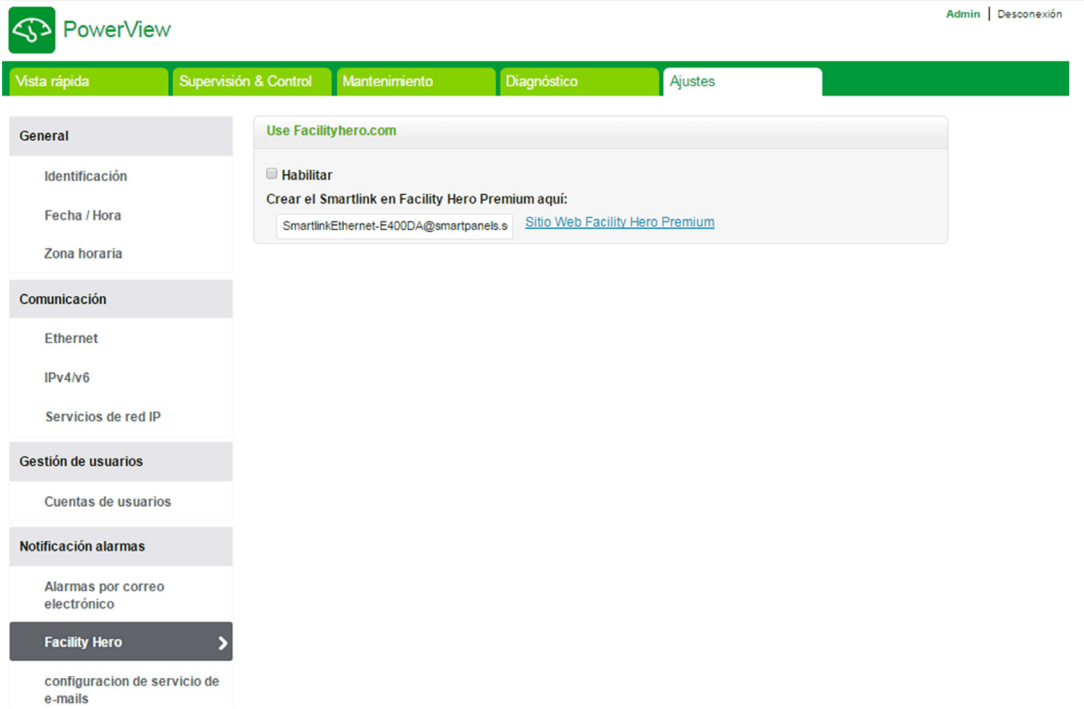 PowerView
Admin | Desconexión
Vista rápida
Supervisión & Control
Mantenimiento
Diagnóstico
Ajustes
General
Identificación
Fecha / Hora
Zona horaria
Comunicación
Ethernet
IPv4/v6
Servicios de red IP
Gestión de usuarios
Cuentas de usuarios
Notificación alarmas
Alarmas por correo
electrónico
Facility Hero
configuracion de servicio de
e-mails
Use Facilityhero.com
Habilitar
Crear el Smartlink en Facility Hero Premium aquí:
SmartlinkEthernet-E400DA@smartpanels.s
Sitio Web Facility Hero Premium